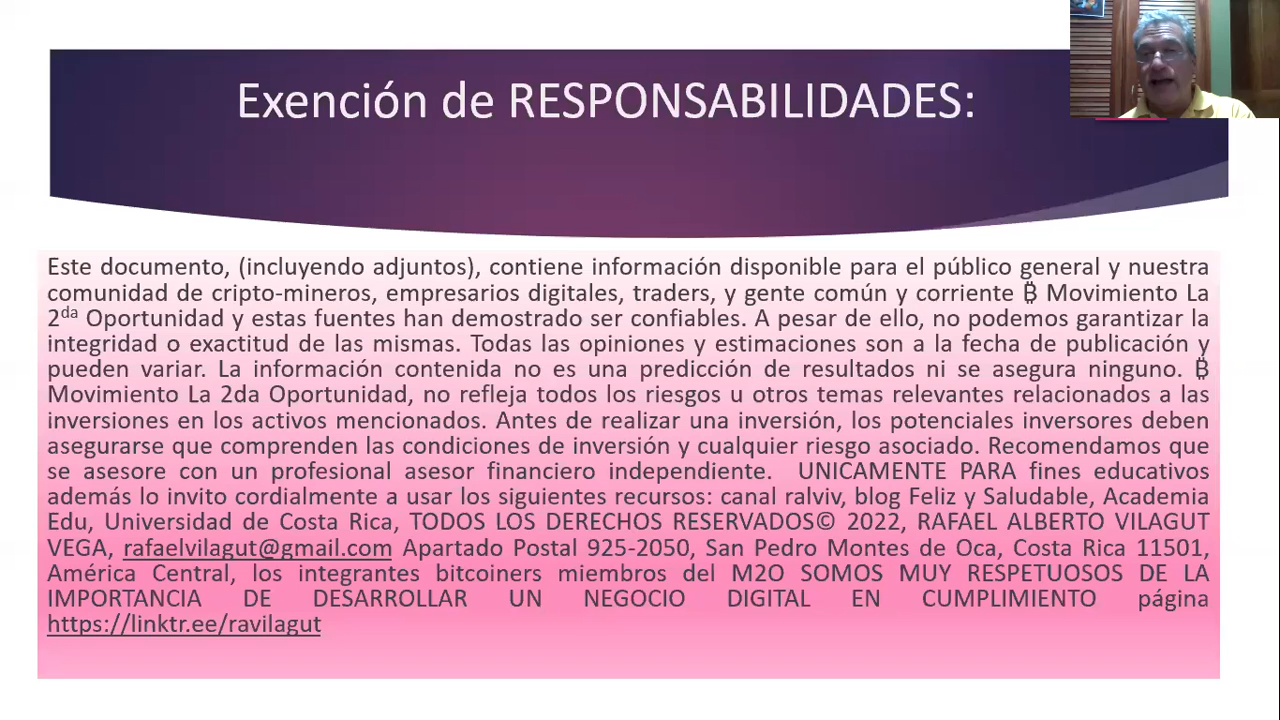 Exención de RESPONSABILIDADES:
Este documento, (incluyendo adjuntos), contiene información disponible para el público general y nuestra
comunidad de cripto-mineros, empresarios digitales, traders, y gente común y corriente ₿ Movimiento La
2da Oportunidad y estas fuentes han demostrado ser confiables. A pesar de ello, no podemos garantizar la
integridad o exactitud de las mismas. Todas las opiniones y estimaciones son a la fecha de publicación y
pueden variar. La información contenida no es una predicción de resultados ni se asegura ninguno. ₿
Movimiento La 2da Oportunidad, no refleja todos los riesgos u otros temas relevantes relacionados a las
inversiones en los activos mencionados. Antes de realizar una inversión, los potenciales inversores deben
asegurarse que comprenden las condiciones de inversión y cualquier riesgo asociado. Recomendamos que
se asesore con un profesional asesor financiero independiente. UNICAMENTE PARA fines educativos
además lo invito cordialmente a usar los siguientes recursos: canal ralviv, blog Feliz y Saludable, Academia
Edu, Universidad de Costa Rica, TODOS LOS DERECHOS RESERVADOS© 2022, RAFAEL ALBERTO VILAGUT
VEGA, rafaelvilagut@gmail.com Apartado Postal 925-2050, San Pedro Montes de Oca, Costa Rica 11501,
América Central, los integrantes bitcoiners miembros del M2O SOMOS MUY RESPETUOSOS DE LA
IMPORTANCIA DE DESARROLLAR UN NEGOCIO DIGITAL EN CUMPLIMIENTO página
https://linktr.ee/ravilagut